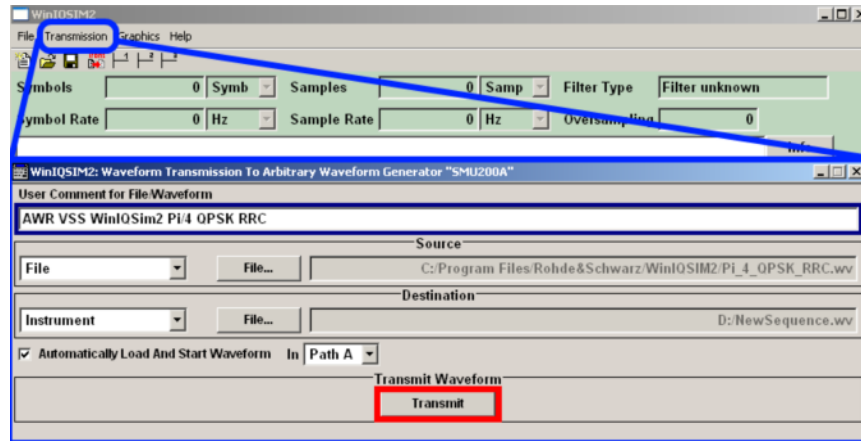 WinIQSIM2
File Transmission Graphics Help
Symbols 0 Symb Samples 0 Samp Filter Type Filter unknown
Symbol Rate 0 Hz Sample Rate 0 Hz Oversampling 0
Info
WinIQSIM2: Waveform Transmission To Arbitrary Waveform Generator "SMU200A"
User Comment for File/Waveform
AWR VSS WinIQSim2 Pi/4 QPSK RRC
Source
File File... C:/Program Files/Rohde&Schwarz/WinIQSIM2/Pi_4_QPSK_RRC.wv
Destination
Instrument File... D:/NewSequence.wv
Automatically Load And Start Waveform In Path A
Transmit Waveform
Transmit